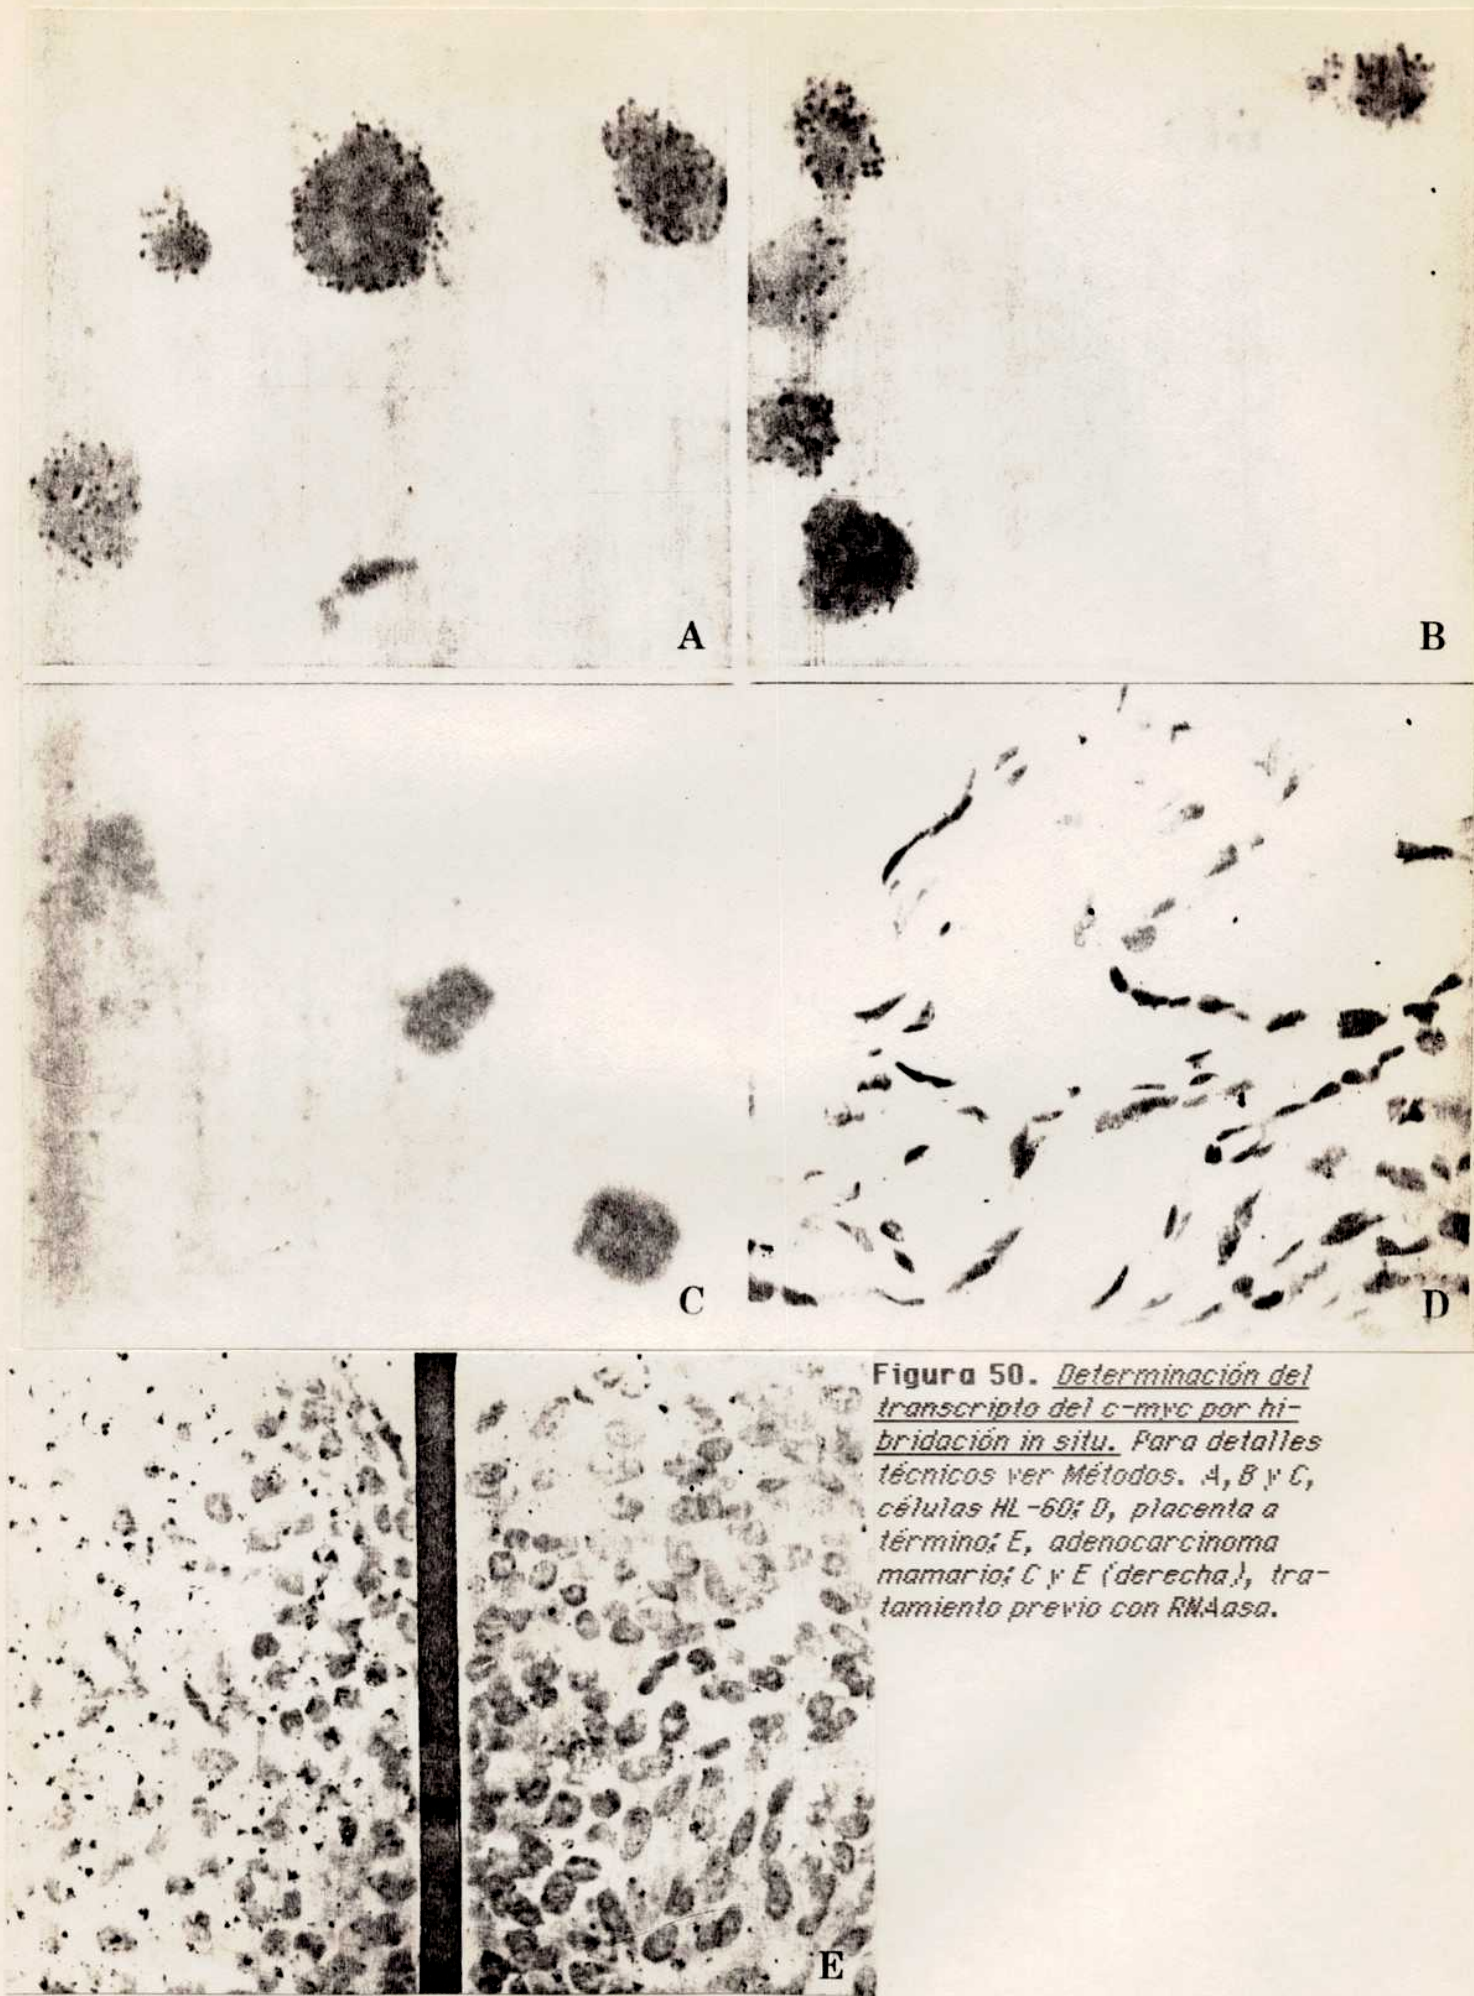 A
B
C
D
E
Figura 50. Determinación del
transcripto del c-myc por hi-
bridación in situ. Para detalles
técnicos ver Métodos. A, B y C,
células HL-60; D, placenta a
término; E, adenocarcinoma
mamario; C y E (derecha), tra-
tamiento previo con RNAasa.